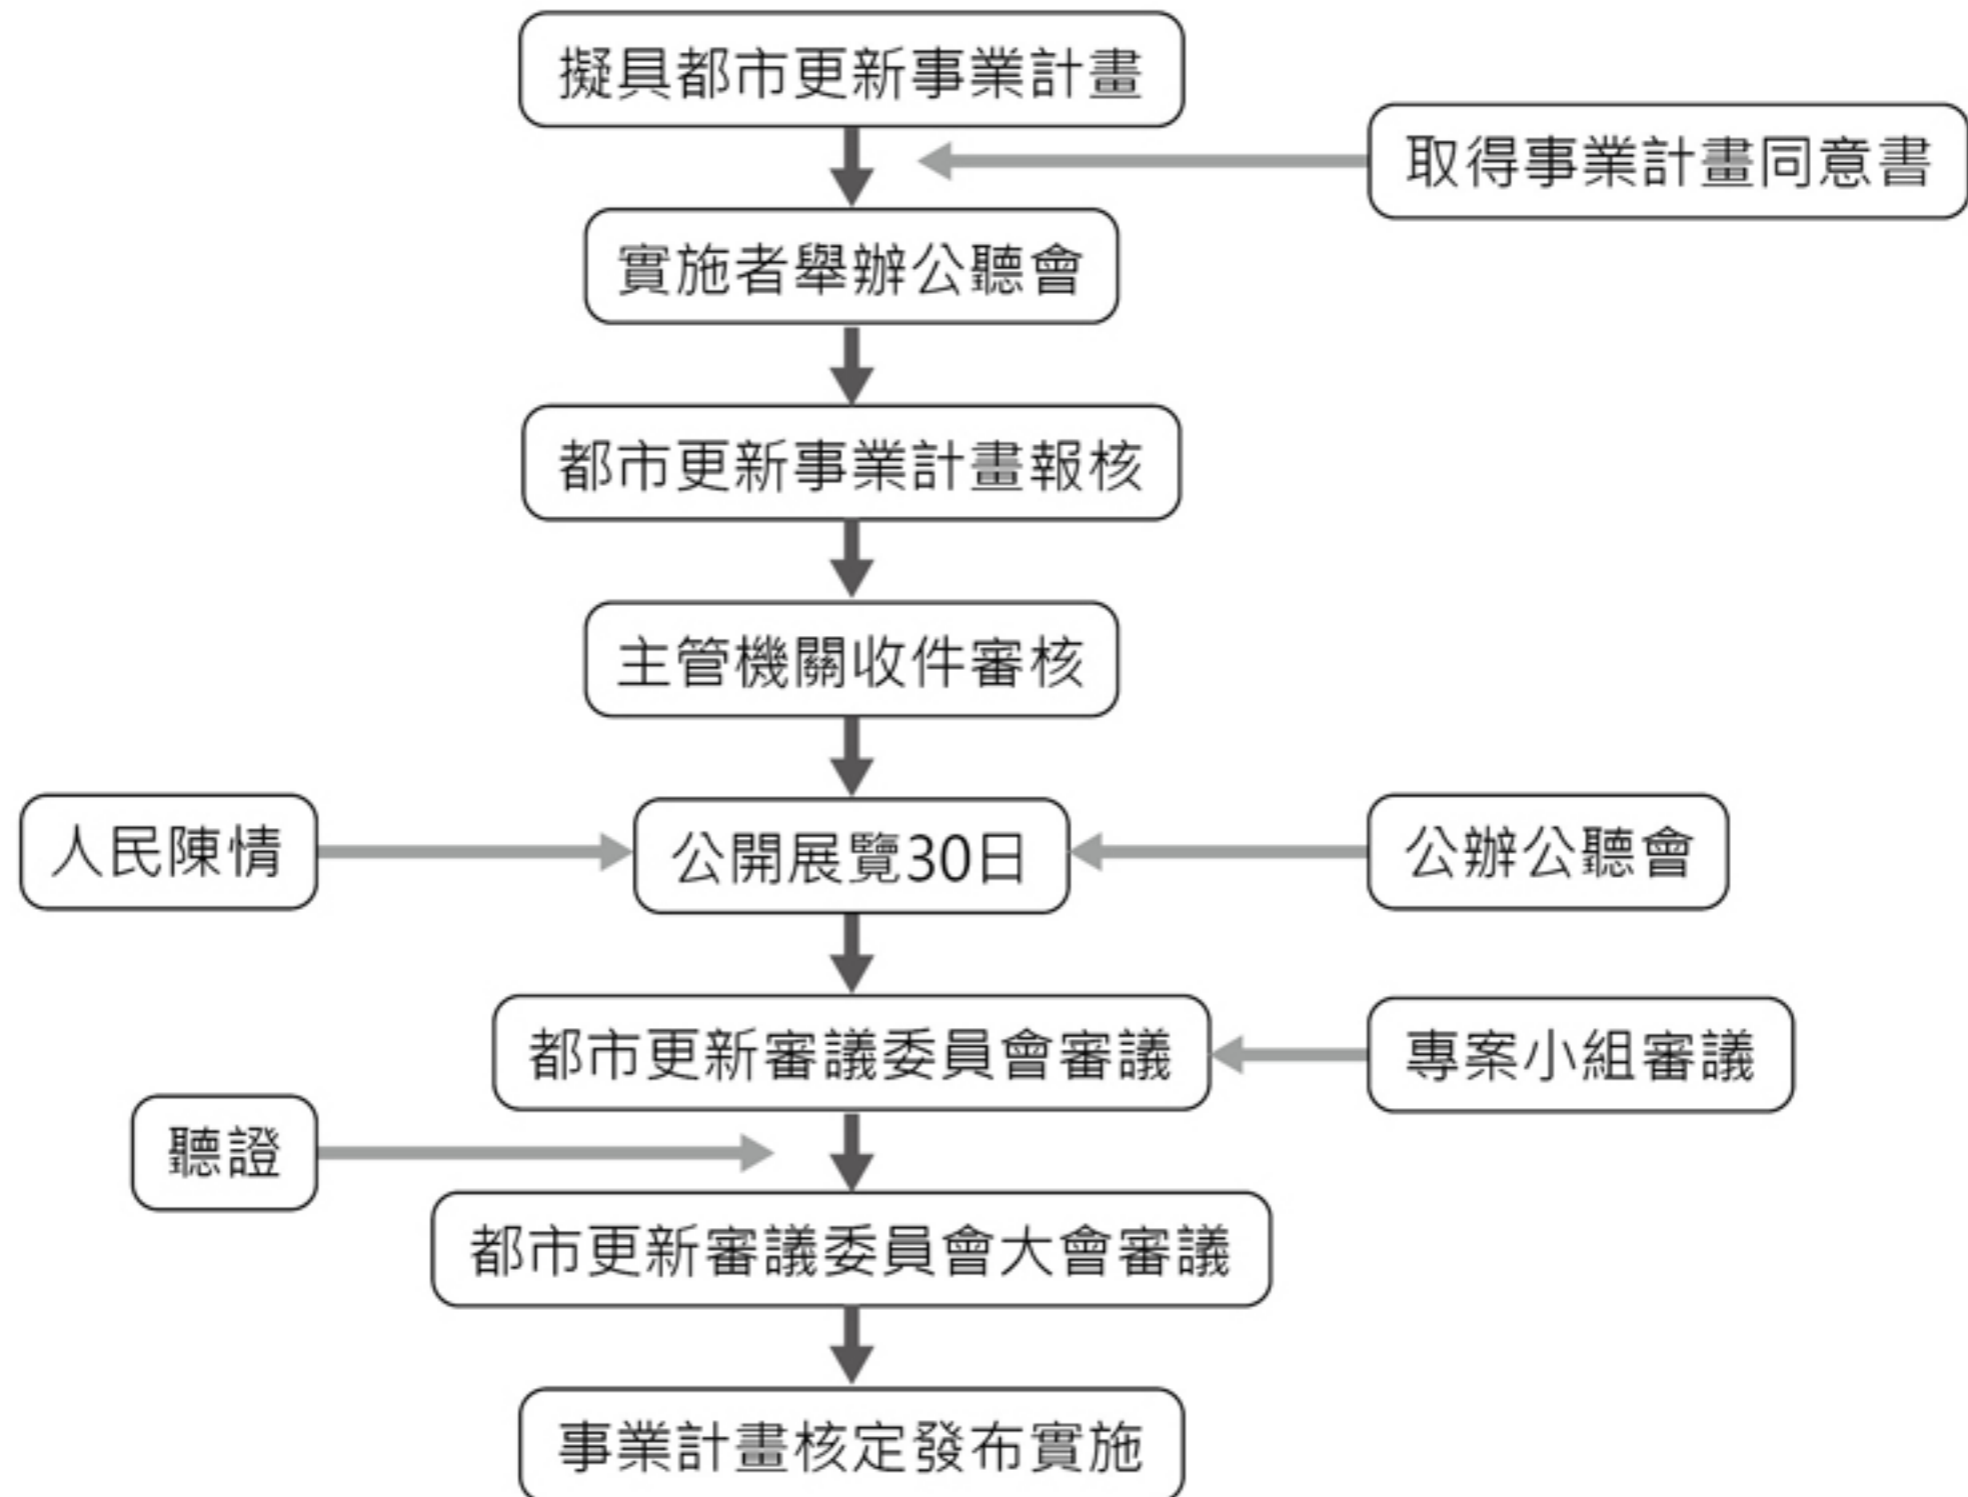 擬具都市更新事業計畫
取得事業計畫同意書
實施者舉辦公聽會
都市更新事業計畫報核
主管機關收件審核
人民陳情
公開展覽30日
公辦公聽會
都市更新審議委員會審議
專案小組審議
聽證
都市更新審議委員會大會審議
事業計畫核定發布實施